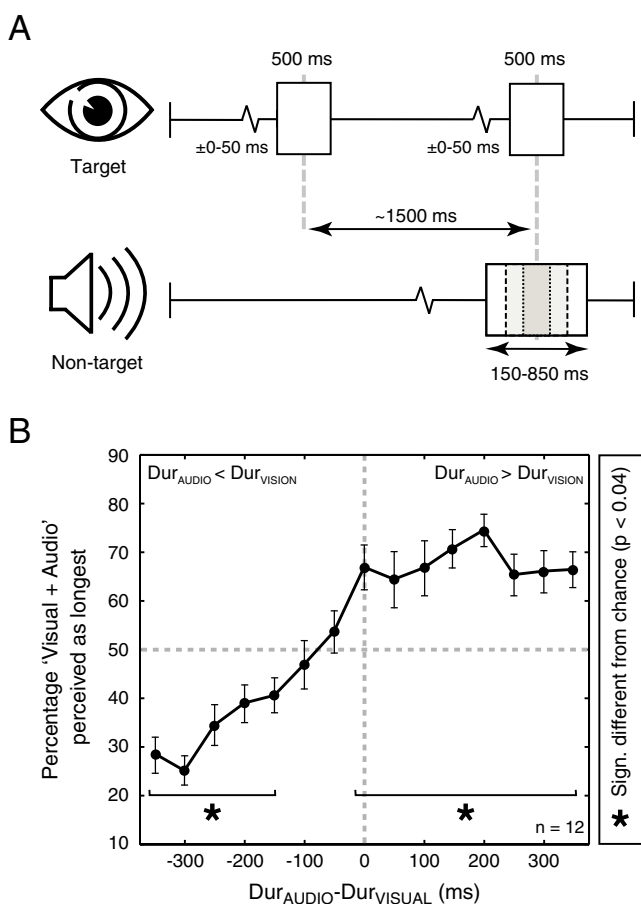 A
500 ms
500 ms
±0-50 ms
±0-50 ms
Target
~1500 ms
Non-target
150-850 ms
B
90
80
70
60
50
40
30
20
10
Percentage ‘Visual + Audio’
perceived as longest
DurAUDIO < DurVISION
DurAUDIO > DurVISION
* *
n = 12
-300 -200 -100 0 100 200 300
DurAUDIO-DurVISUAL (ms)
* Sign. different from chance (p < 0.04)